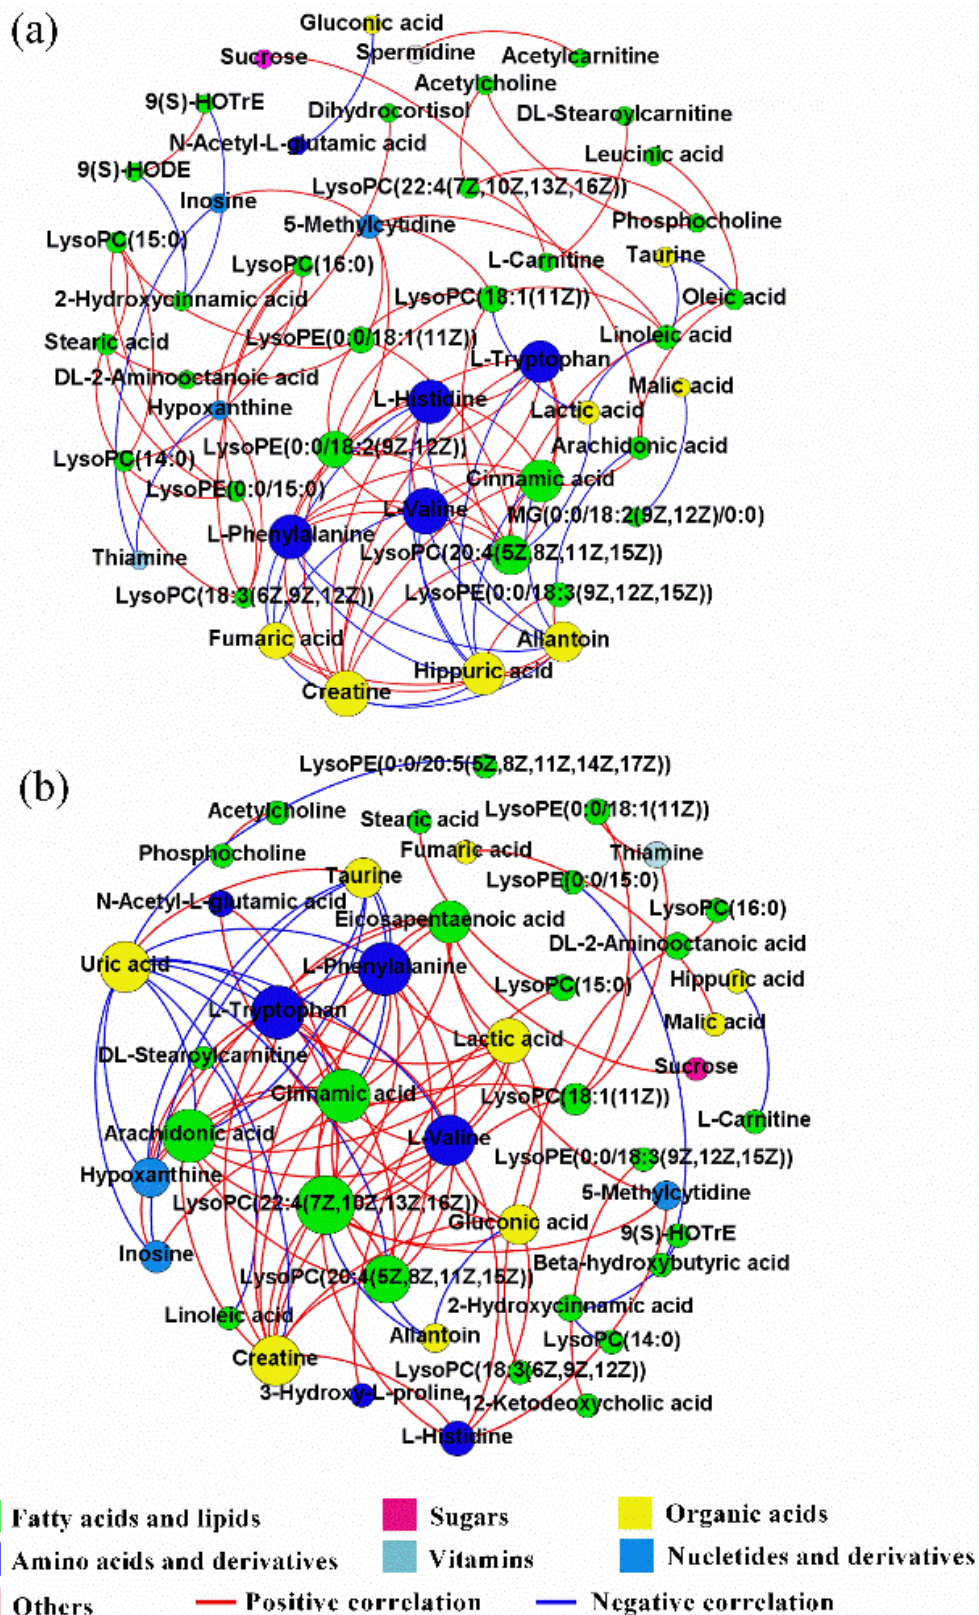 (a)
Gluconic acid
Sucrose
Spermidine
Acetylcarnitine
Acetylcholine
9(S)-HOTrE
Dihydrocortisol
DL-Stearoylcarnitine
N-Acetyl-L-glutamic acid
Leucinic acid
9(S)-HODE
LysoPC(22:4(7Z,10Z,13Z,16Z))
Inosine
5-Methylcytidine
Phosphocholine
LysoPC(15:0)
LysoPC(16:0)
L-Carnitine
Taurine
2-Hydroxycinnamic acid
LysoPC(18:1(11Z))
Oleic acid
Stearic acid
LysoPE(0:0/18:1(11Z))
Linoleic acid
L-Tryptophan
DL-2-Aminooctanoic acid
Malic acid
L-Histidine
Hypoxanthine
Lactic acid
LysoPE(0:0/18:2(9Z,12Z))
Arachidonic acid
LysoPC(14:0)
Cinnamic acid
LysoPE(0:0/15:0)
L-Valine
MG(0:0/18:2(9Z,12Z)/0:0)
L-Phenylalanine
Thiamine
LysoPC(20:4(5Z,8Z,11Z,15Z))
LysoPC(18:3(6Z,9Z,12Z))
LysoPE(0:0/18:3(9Z,12Z,15Z))
Fumaric acid
Allantoin
Hippuric acid
Creatine
(b)
LysoPE(0:0/20:5(5Z,8Z,11Z,14Z,17Z))
Acetylcholine
Stearic acid
LysoPE(0:0/18:1(11Z))
Phosphocholine
Fumaric acid
Thiamine
Taurine
LysoPE(0:0/15:0)
N-Acetyl-L-glutamic acid
LysoPC(16:0)
Eicosapentaenoic acid
DL-2-Aminooctanoic acid
Uric acid
L-Phenylalanine
Hippuric acid
LysoPC(15:0)
L-Tryptophan
Malic acid
Lactic acid
DL-Stearoylcarnitine
Sucrose
Cinnamic acid
LysoPC(18:1(11Z))
L-Carnitine
Arachidonic acid
L-Valine
LysoPE(0:0/18:3(9Z,12Z,15Z))
Hypoxanthine
5-Methylcytidine
LysoPC(22:4(7Z,10Z,13Z,16Z))
Gluconic acid
9(S)-HOTrE
Inosine
Beta-hydroxybutyric acid
LysoPC(20:4(5Z,8Z,11Z,15Z))
2-Hydroxycinnamic acid
Linoleic acid
Allantoin
LysoPC(14:0)
Creatine
LysoPC(18:3(6Z,9Z,12Z))
3-Hydroxy-L-proline
12-Ketodeoxycholic acid
L-Histidine
Fatty acids and lipids
Sugars
Organic acids
Amino acids and derivatives
Vitamins
Nucletides and derivatives
Others
Positive corrclation
Negative corrclation